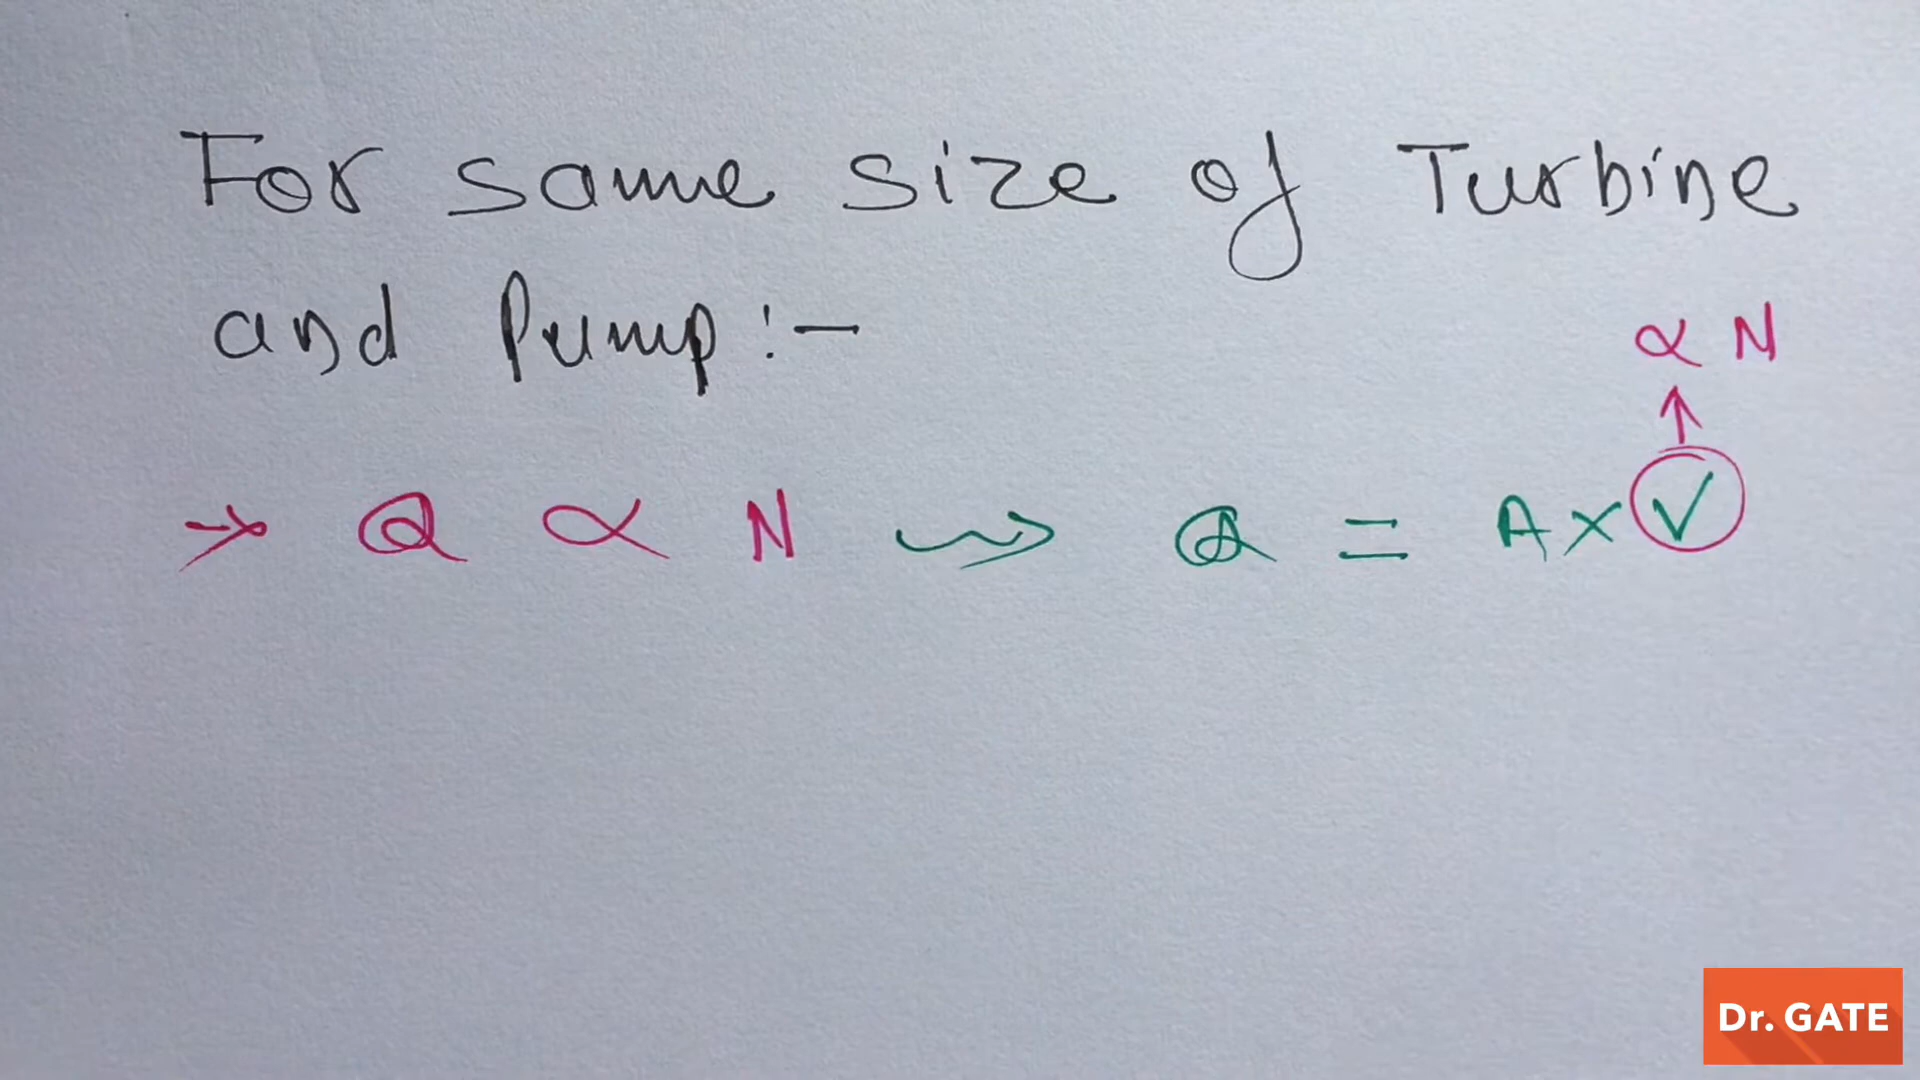 For same size of Turbine
and Pump :-
∝ N
↑
→ Q ∝ N ⇝ Q = A × V
Dr. GATE